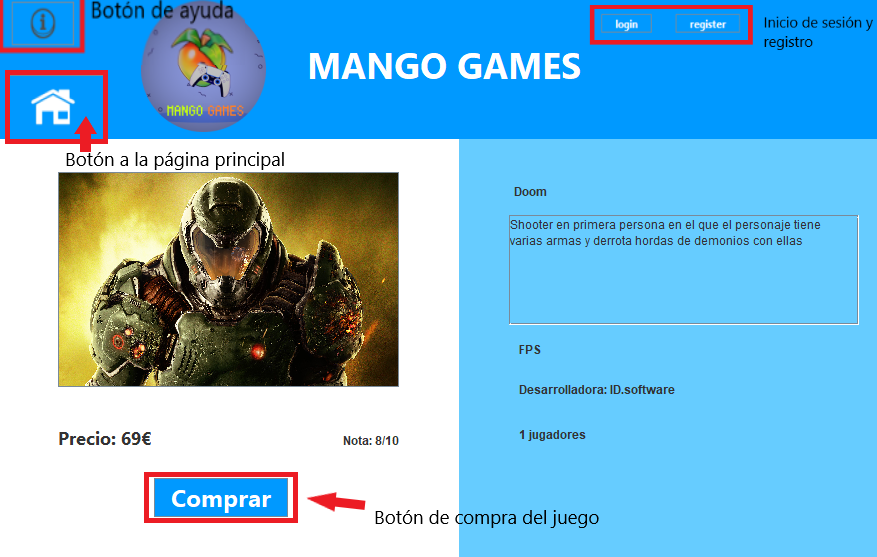 Botón de ayuda
login
register
Inicio de sesión y
registro
MANGO GAMES
MANGO GAMES
Botón a la página principal
Doom
Shooter en primera persona en el que el personaje tiene
varias armas y derrota hordas de demonios con ellas
FPS
Desarrolladora: ID.software
1 jugadores
Precio: 69€
Nota: 8/10
Comprar
Botón de compra del juego